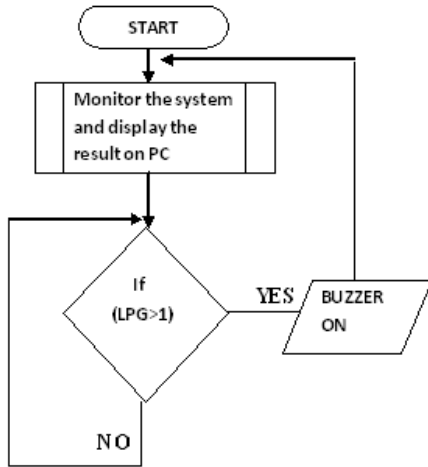 START
Monitor the system
and display the
result on PC
If
(LPG>1)
YES
BUZZER
ON
NO